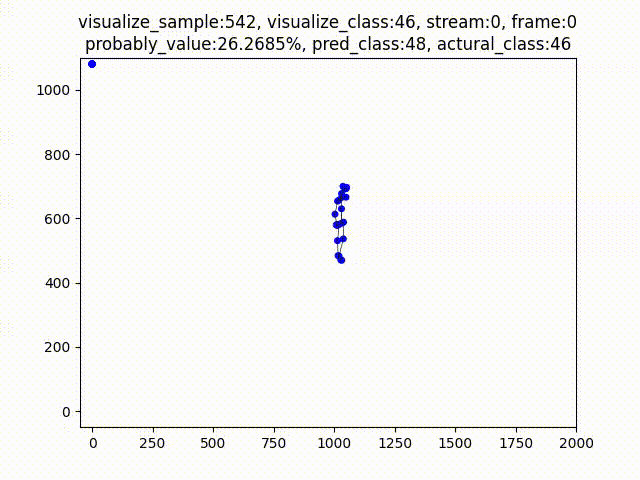 visualize_sample:542, visualize_class:46, stream:0, frame:0
probably_value:26.2685%, pred_class:48, actural_class:46
1000
800
600
400
200
0
0 250 500 750 1000 1250 1500 1750 2000